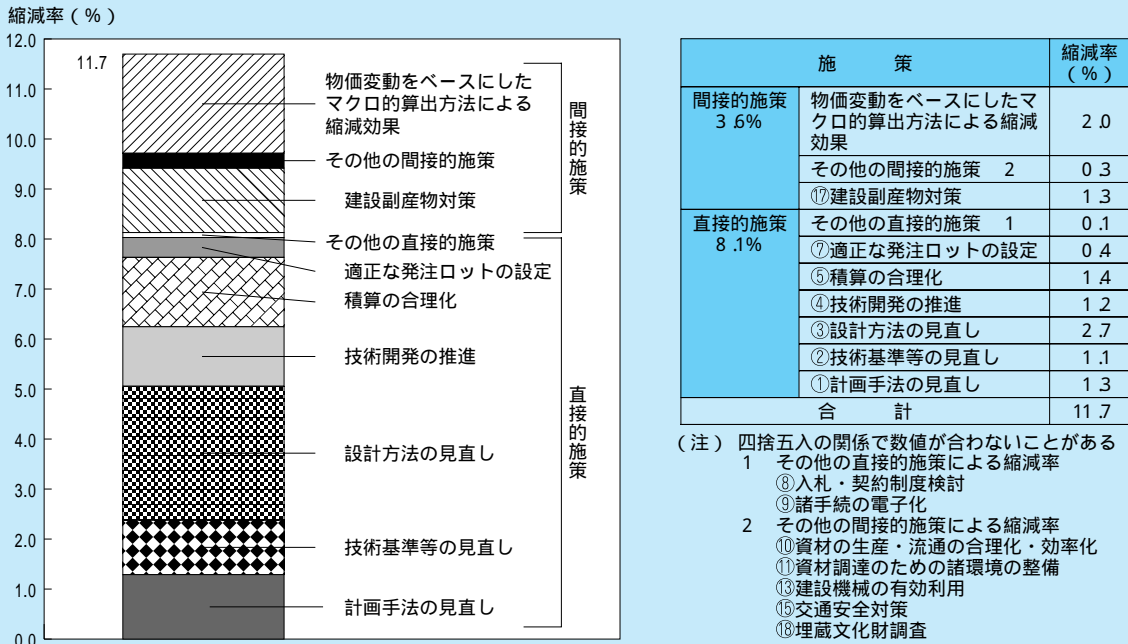 縮減率(%)
12.0
11.0
10.0
9.0
8.0
7.0
6.0
5.0
4.0
3.0
2.0
1.0
0.0
11.7
物価変動をベースにした
マクロ的算出方法による
縮減効果
その他の間接的施策
建設副産物対策
その他の直接的施策
適正な発注ロットの設定
積算の合理化
技術開発の推進
設計方法の見直し
技術基準等の見直し
計画手法の見直し
間接的施策
直接的施策
施 策 縮減率
(%)
間接的施策
3.6%
物価変動をベースにしたマ
クロ的算出方法による縮減
効果
2.0
その他の間接的施策 2 0.3
⑰建設副産物対策 1.3
直接的施策
8.1%
その他の直接的施策 1 0.1
⑦適正な発注ロットの設定 0.4
⑤積算の合理化 1.4
④技術開発の推進 1.2
③設計方法の見直し 2.7
②技術基準等の見直し 1.1
①計画手法の見直し 1.3
合 計 11.7
(注) 四捨五入の関係で数値が合わないことがある
1 その他の直接的施策による縮減率
⑧入札・契約制度検討
⑨諸手続の電子化
2 その他の間接的施策による縮減率
⑩資材の生産・流通の合理化・効率化
⑪資材調達のための諸環境の整備
⑬建設機械の有効利用
⑮交通安全対策
⑱埋蔵文化財調査